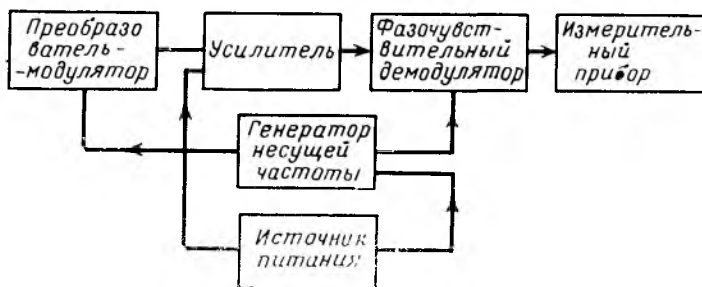 Преобразо
ватель-
-модулятор
Усилитель
Фазочувст-
вительный
демодулятор
Измеритель-
ный
прибор
Генератор
несущей
частоты
Источник
питания